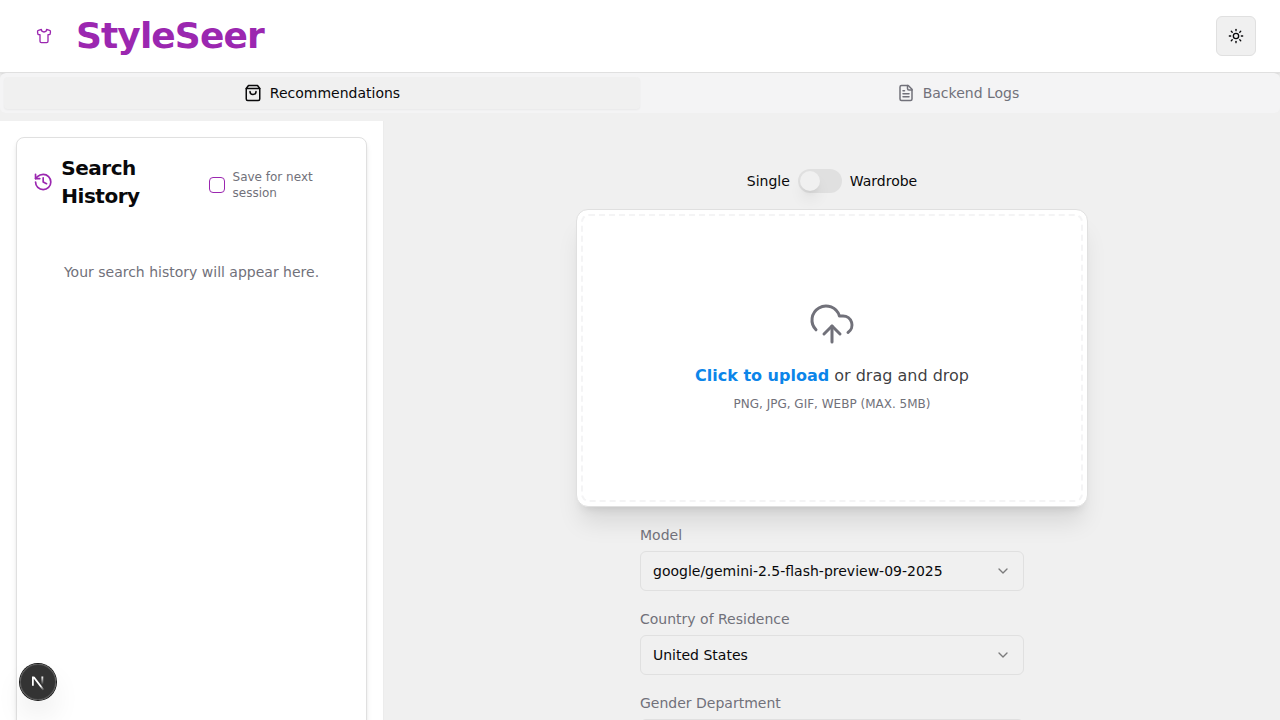 StyleSeer
Recommendations
Backend Logs
Search
History
Save for next
session
Your search history will appear here.
Single
Wardrobe
Click to upload or drag and drop
PNG, JPG, GIF, WEBP (MAX. 5MB)
Model
google/gemini-2.5-flash-preview-09-2025
Country of Residence
United States
Gender Department
N